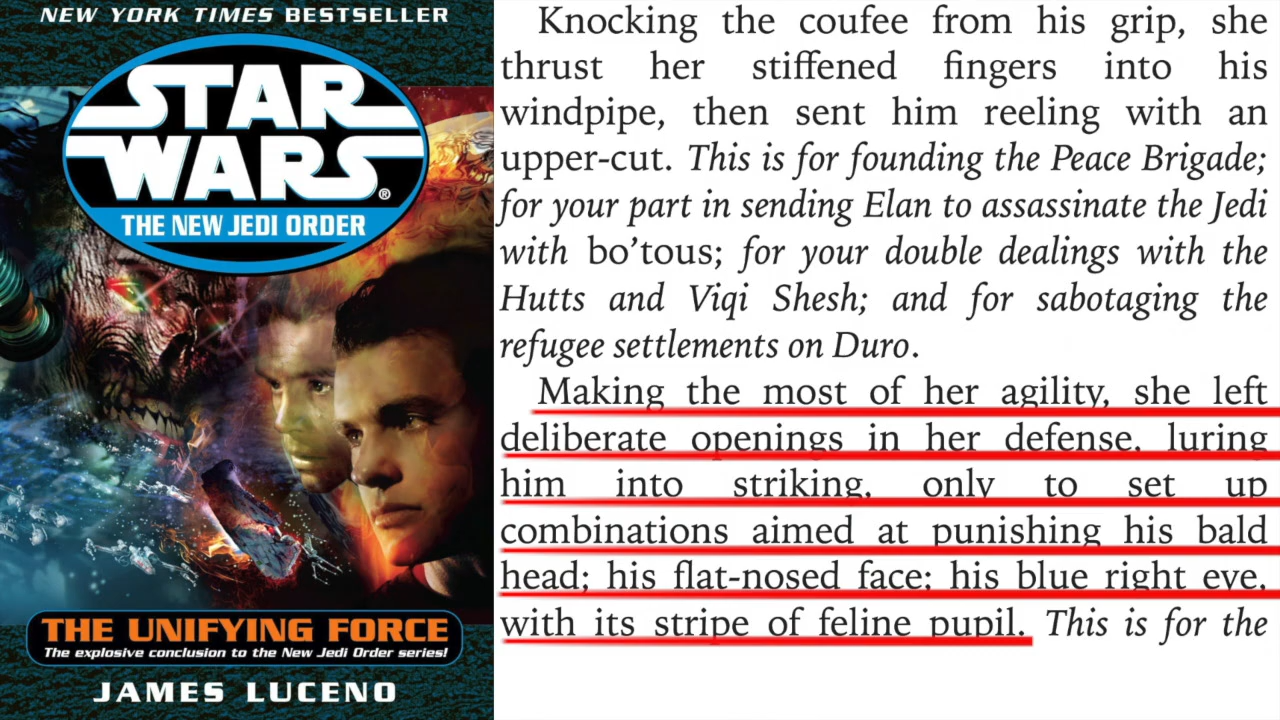 NEW YORK TIMES BESTSELLER
STAR
WARS®
THE NEW JEDI ORDER
THE UNIFYING FORCE
The explosive conclusion to the New Jedi Order series!
JAMES LUCENO
Knocking the coufee from his grip, she
thrust her stiffened fingers into his
windpipe, then sent him reeling with an
upper-cut. This is for founding the Peace Brigade;
for your part in sending Elan to assassinate the Jedi
with bo’tous; for your double dealings with the
Hutts and Viqi Shesh; and for sabotaging the
refugee settlements on Duro.
Making the most of her agility, she left
deliberate openings in her defense, luring
him into striking, only to set up
combinations aimed at punishing his bald
head; his flat-nosed face; his blue right eye,
with its stripe of feline pupil. This is for the